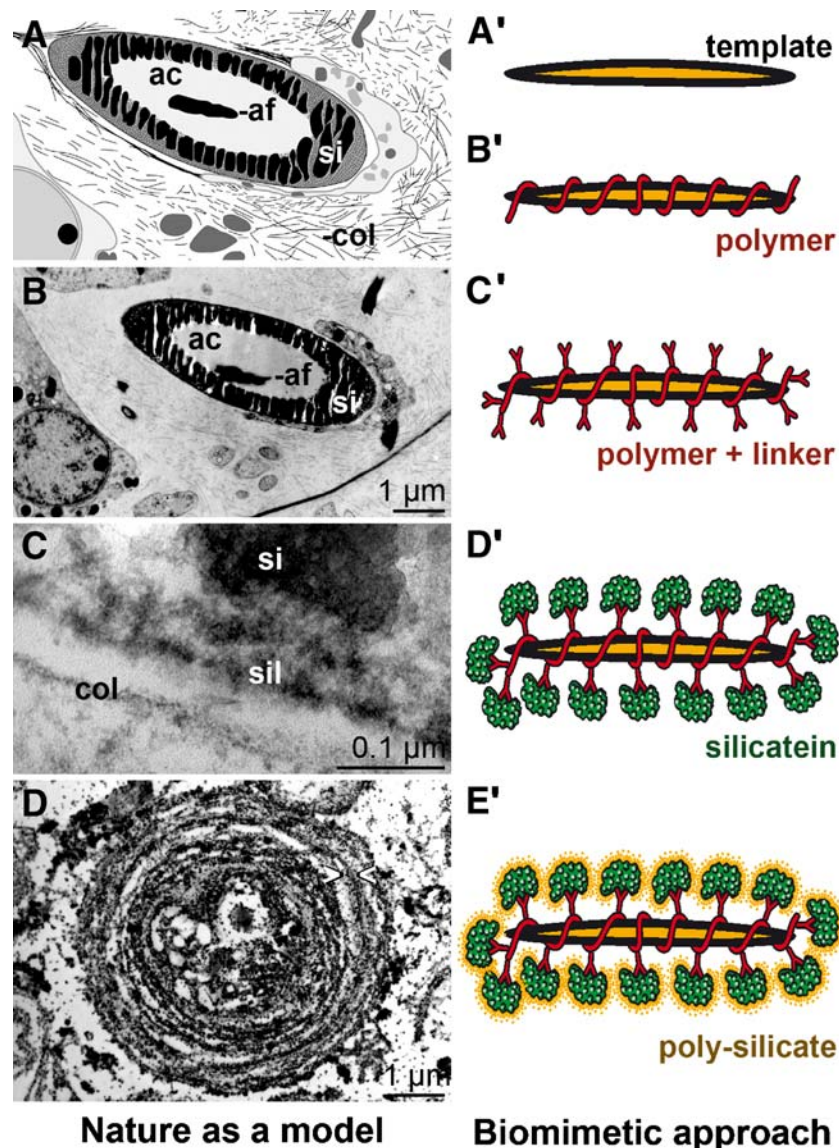 A
ac
-af
si
-col
B
ac
-af
si
1 µm
C
si
sil
col
0.1 µm
D
> <
1 µm
Nature as a model
A'
template
B'
polymer
C'
polymer + linker
D'
silicatein
E'
poly-silicate
Biomimetic approach